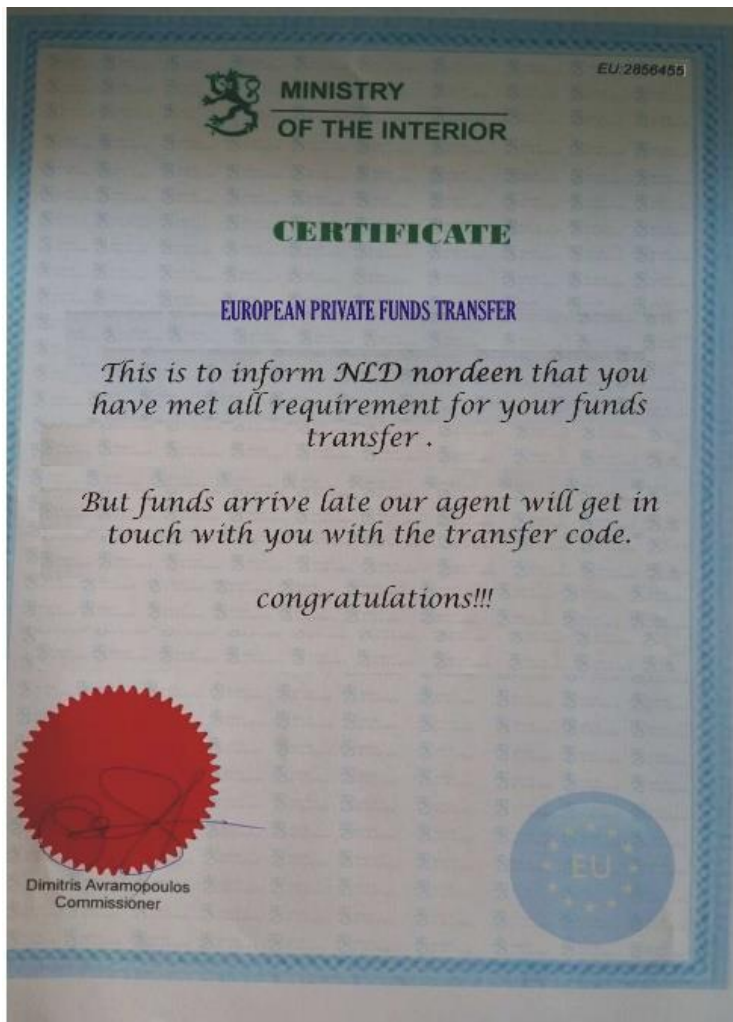 EU:2856455
MINISTRY
OF THE INTERIOR
CERTIFICATE
EUROPEAN PRIVATE FUNDS TRANSFER
This is to inform NLD nordeen that you
have met all requirement for your funds
transfer .
But funds arrive late our agent will get in
touch with you with the transfer code.
congratulations!!!
Dimitris Avramopoulos
Commissioner
EU